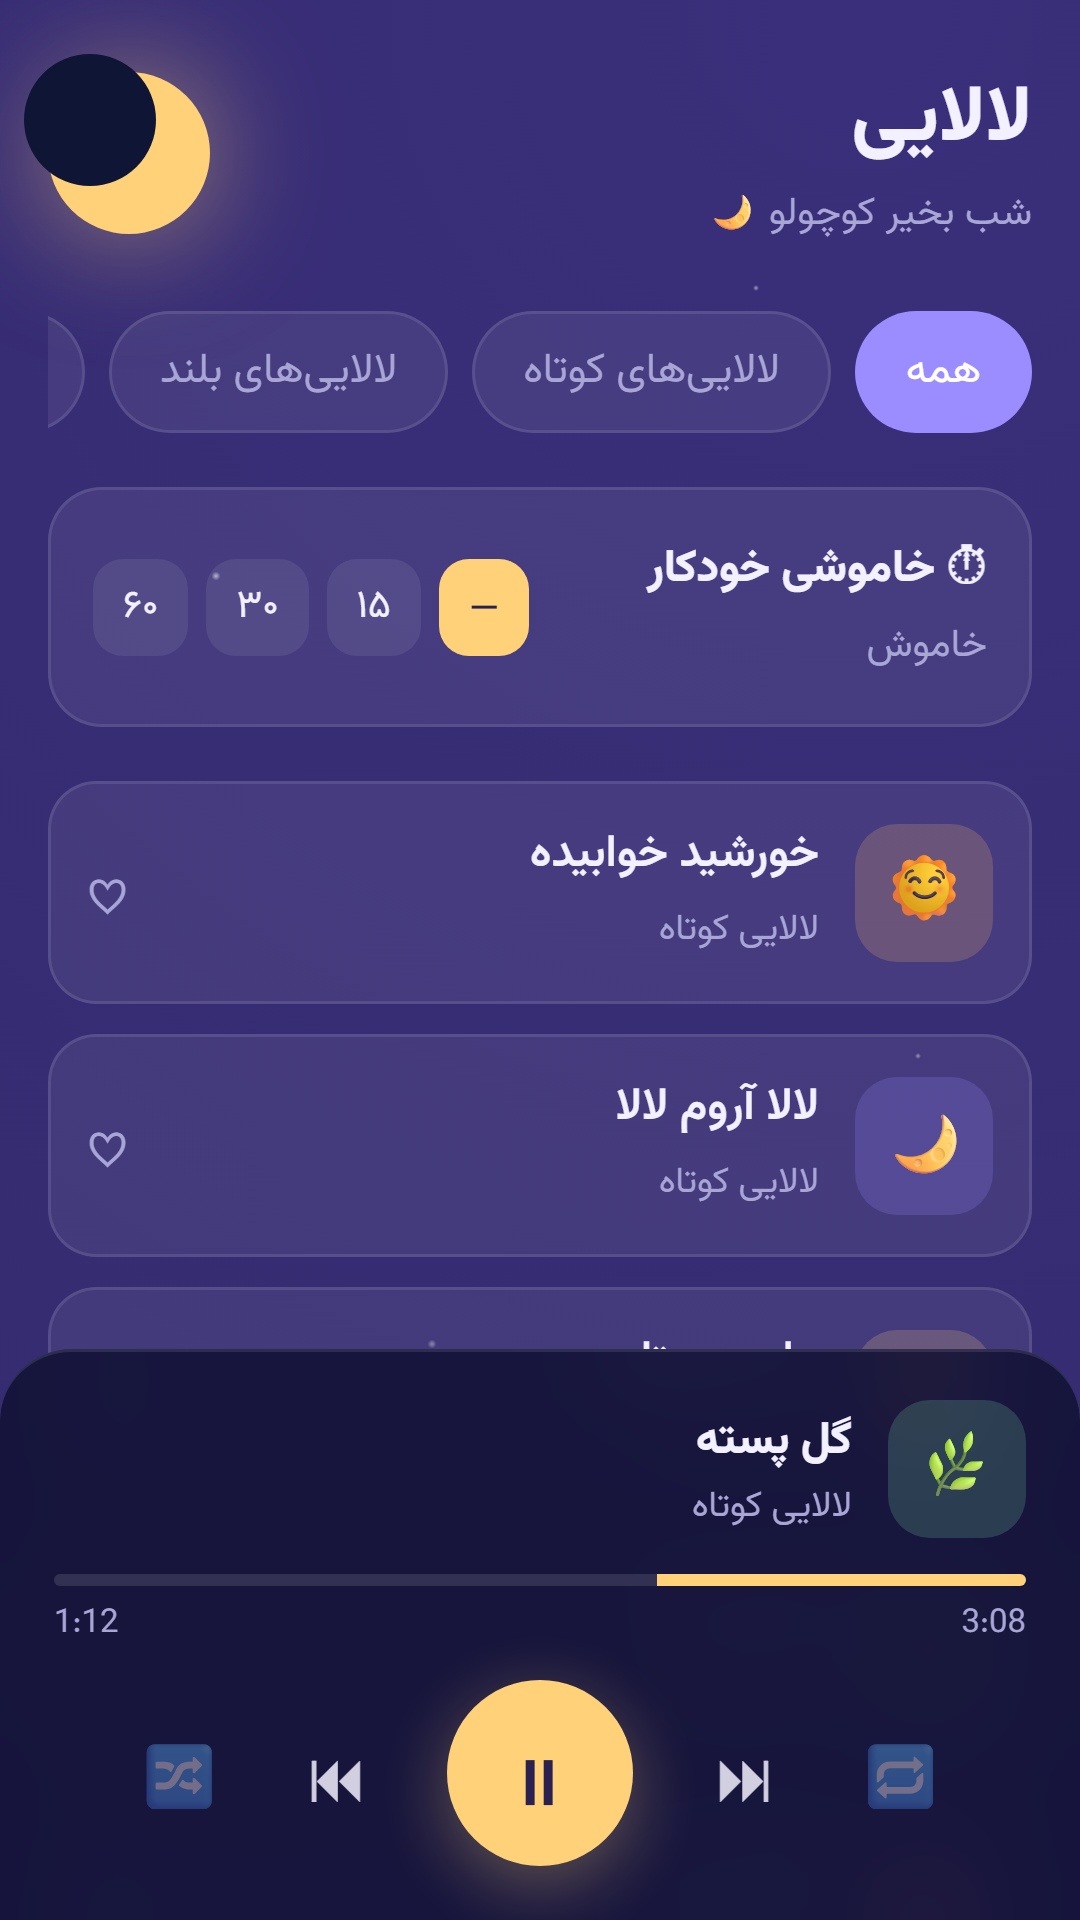 لالایی
شب بخیر کوچولو 🌙
همه
لالایی‌های کوتاه
لالایی‌های بلند
⏱ خاموشی خودکار
خاموش
—
۱۵
۳۰
۶۰
خورشید خوابیده
لالایی کوتاه
لالا آروم لالا
لالایی کوتاه
گل پسته
لالایی کوتاه
3:08
1:12